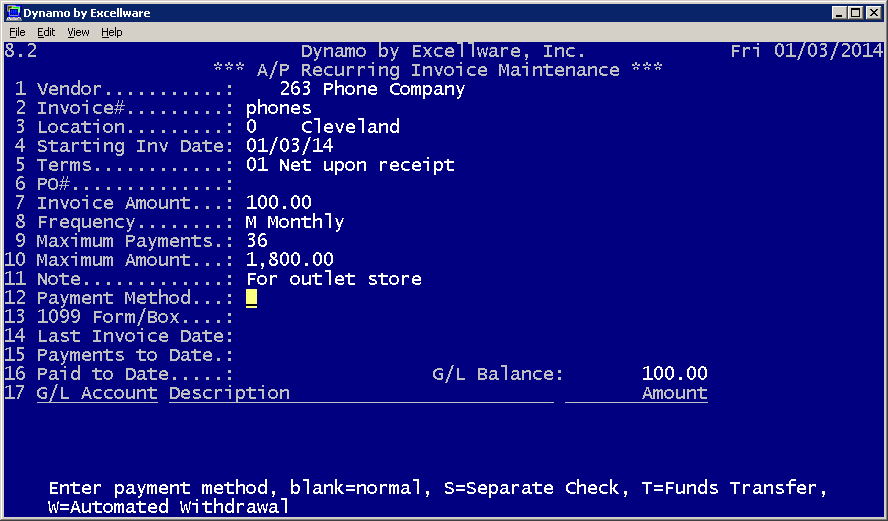 Dynamo by Excellware
File Edit View Help
8.2 Dynamo by Excellware, Inc. Fri 01/03/2014
*** A/P Recurring Invoice Maintenance ***
1 Vendor...........: 263 Phone Company
2 Invoice#.........: phones
3 Location.........: 0 Cleveland
4 Starting Inv Date: 01/03/14
5 Terms............: 01 Net upon receipt
6 PO#..............:
7 Invoice Amount...: 100.00
8 Frequency........: M Monthly
9 Maximum Payments.: 36
10 Maximum Amount...: 1,800.00
11 Note.............: For outlet store
12 Payment Method...:
13 1099 Form/Box....:
14 Last Invoice Date:
15 Payments to Date.:
16 Paid to Date.....: G/L Balance: 100.00
17 G/L Account Description Amount
Enter payment method, blank=normal, S=Separate Check, T=Funds Transfer,
W=Automated Withdrawal